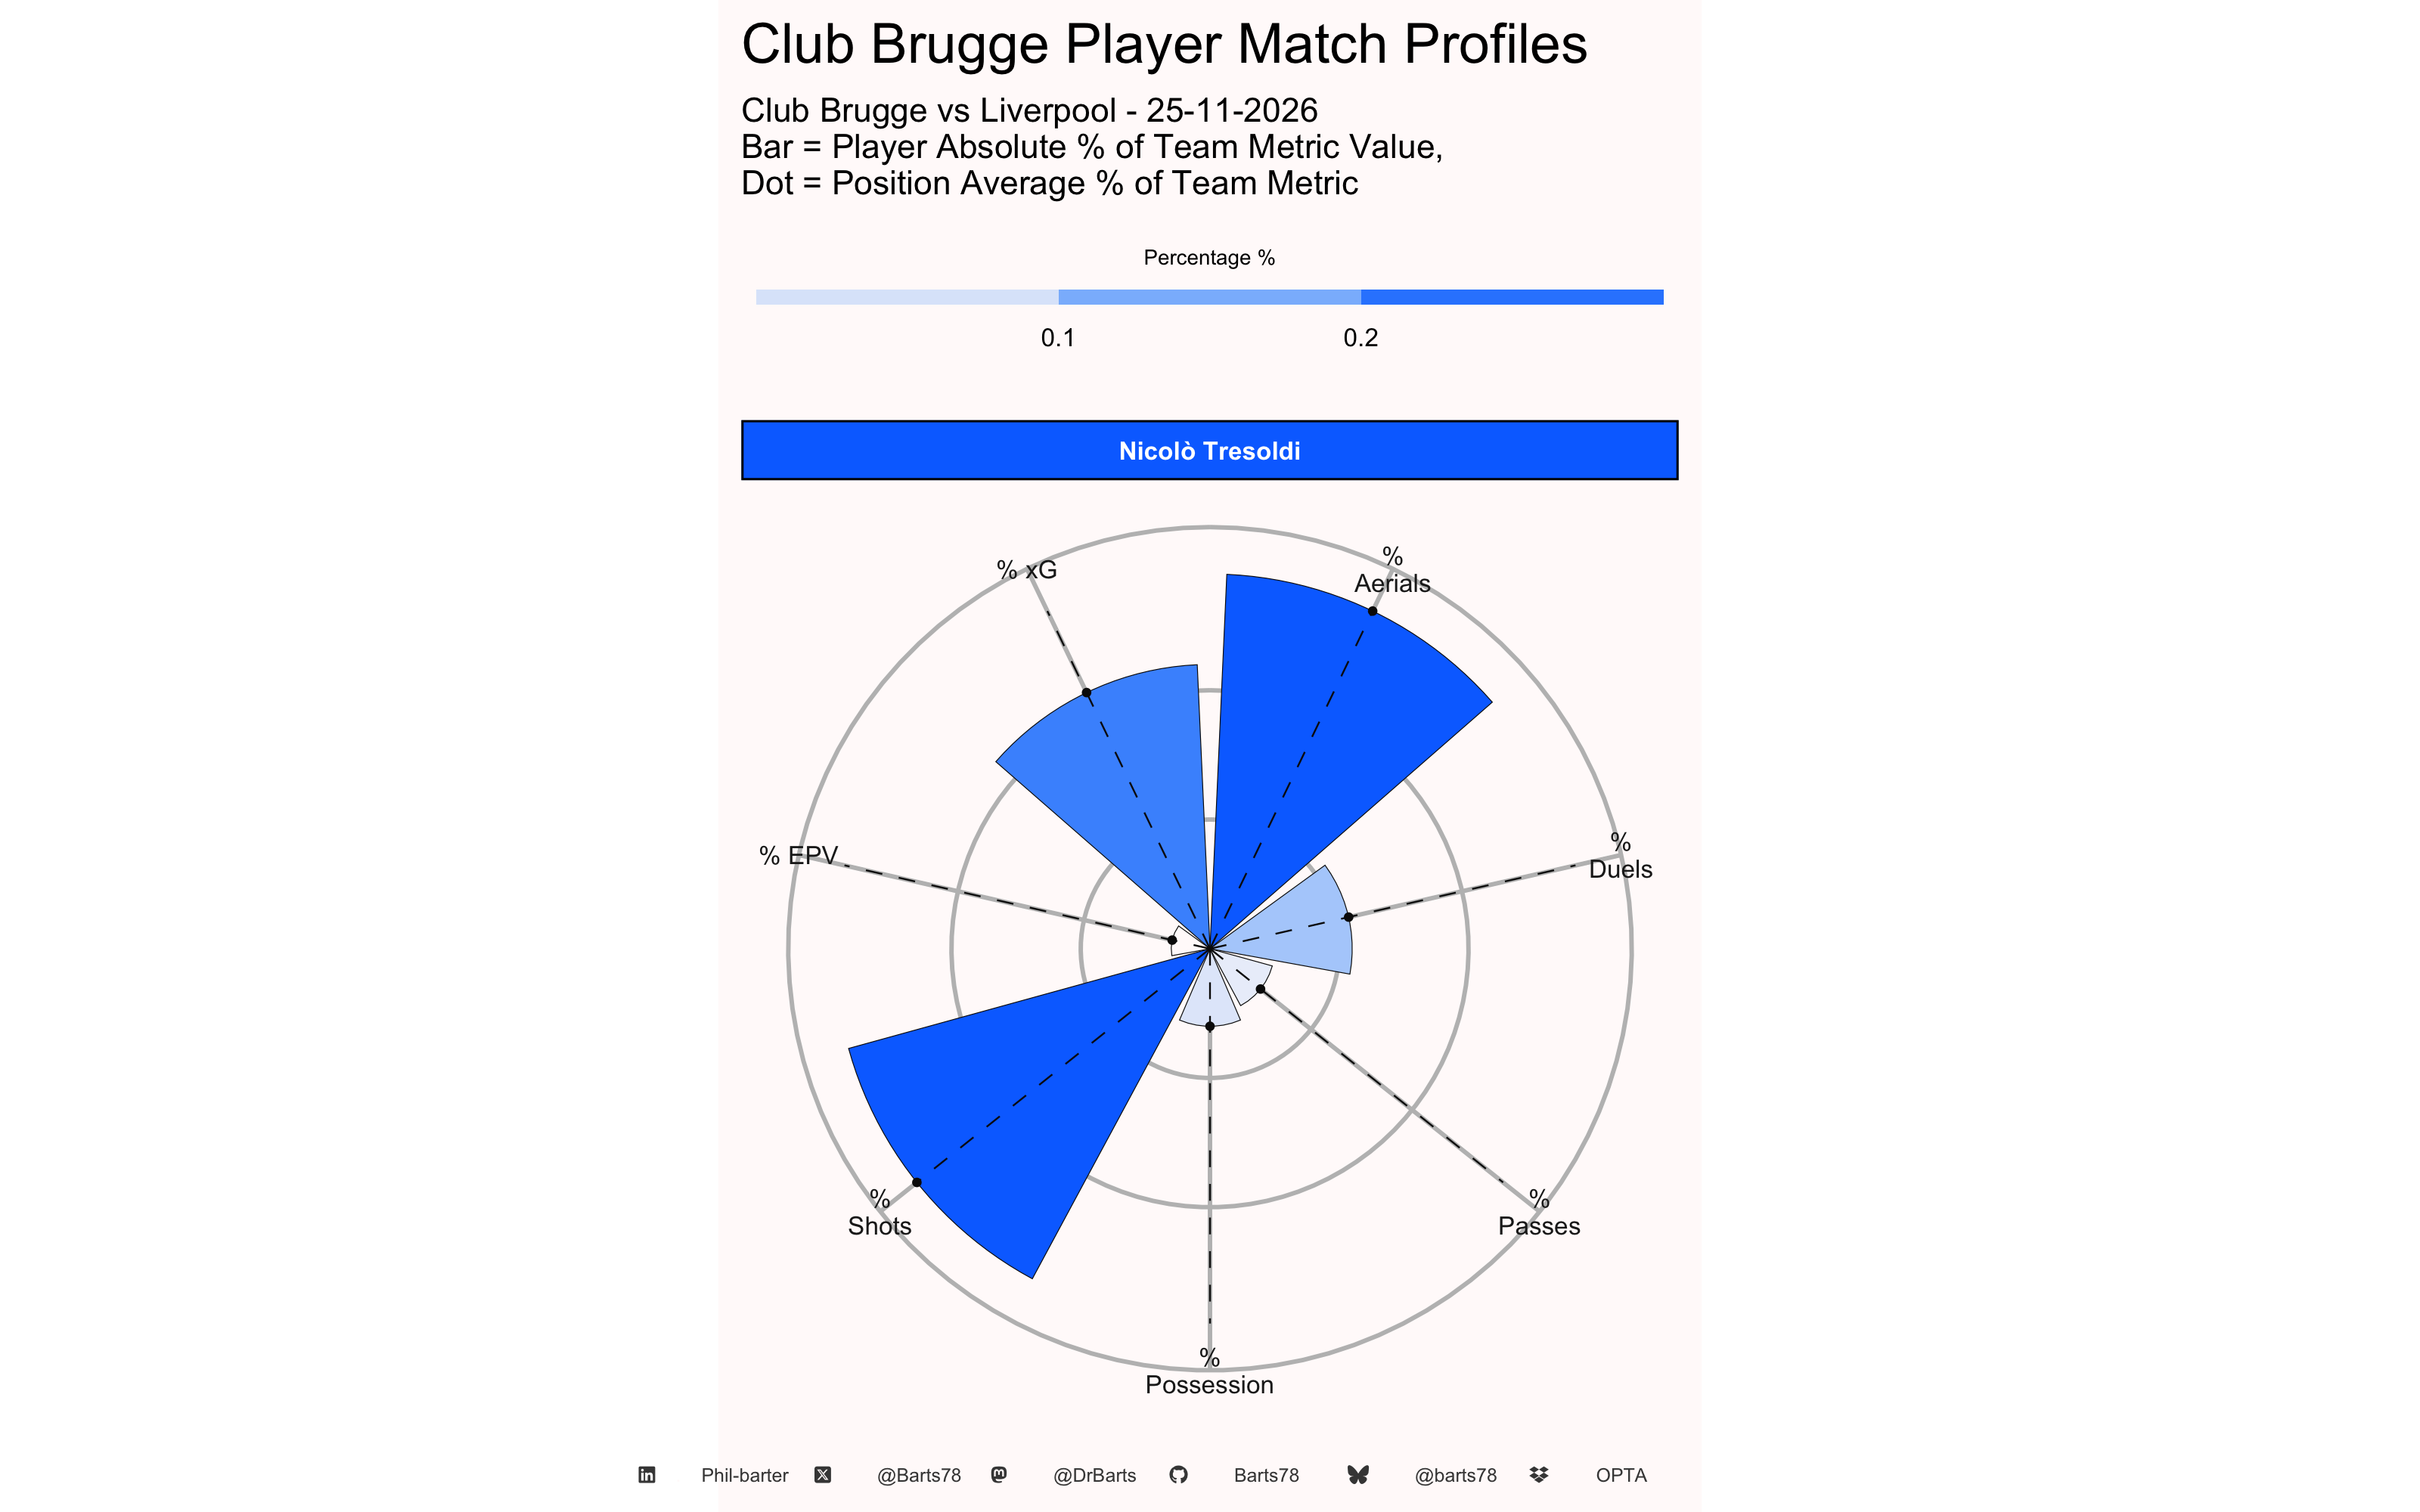 Club Brugge Player Match Profiles
Club Brugge vs Liverpool - 25-11-2026
Bar = Player Absolute % of Team Metric Value,
Dot = Position Average % of Team Metric
Percentage %
0.1 0.2
Nicolò Tresoldi
% xG
%
Aerials
% EPV
%
Duels
%
Shots
%
Passes
%
Possession
Phil-barter @Barts78 @DrBarts Barts78 @barts78 OPTA